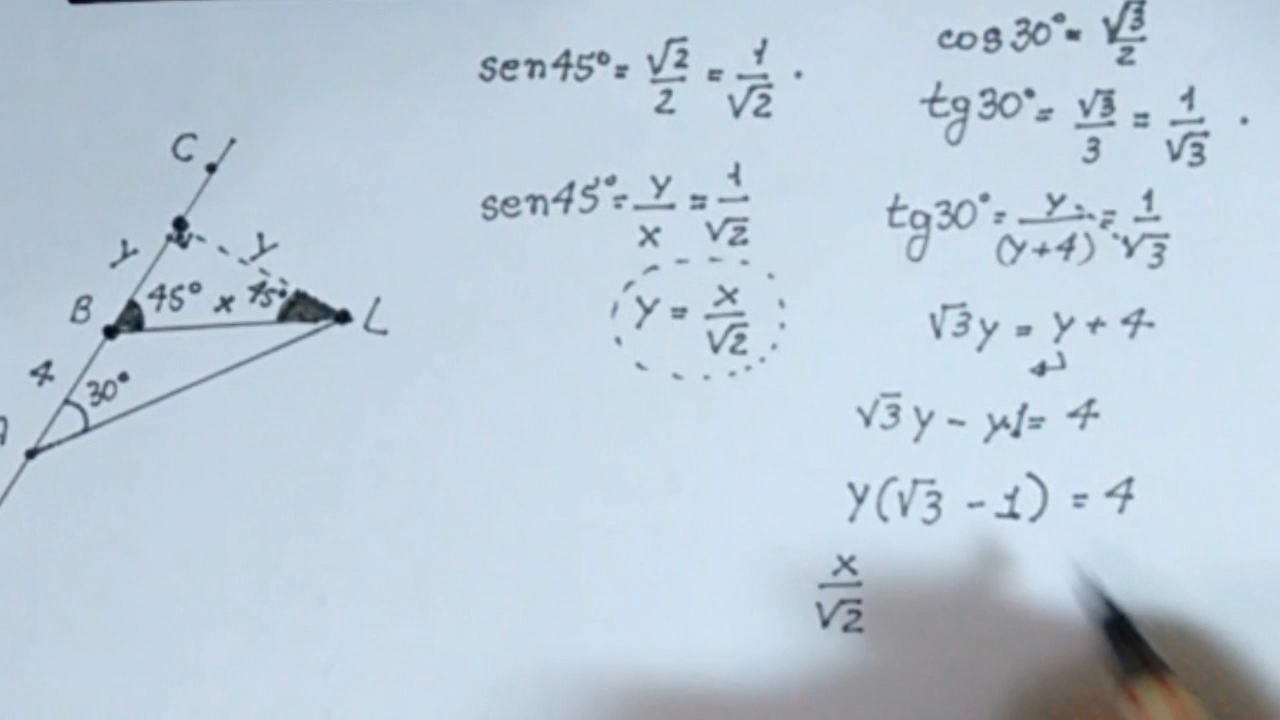 C
y
y
B
45°
x
45°
L
4
30°
sen45° = √2/2 = 1/√2 .
sen45° = y/x = 1/√2
y = x/√2
cos30° = √3/2
tg30° = √3/3 = 1/√3 .
tg30° = y/(y+4) = 1/√3
√3y = y + 4
√3y - y1 = 4
y(√3 - 1) = 4
x/√2